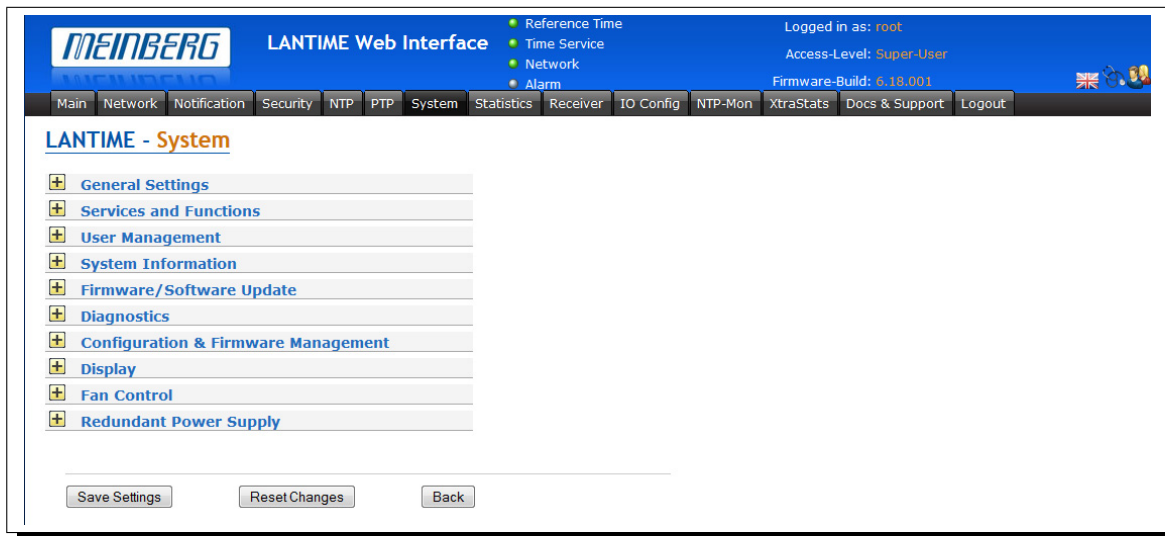 MEINBERG
LANTIME Web Interface
Reference Time
Time Service
Network
Alarm
Logged in as: root
Access-Level: Super-User
Firmware-Build: 6.18.001
Main Network Notification Security NTP PTP System Statistics Receiver IO Config NTP-Mon XtraStats Docs & Support Logout
LANTIME - System
General Settings
Services and Functions
User Management
System Information
Firmware/Software Update
Diagnostics
Configuration & Firmware Management
Display
Fan Control
Redundant Power Supply
Save Settings Reset Changes Back